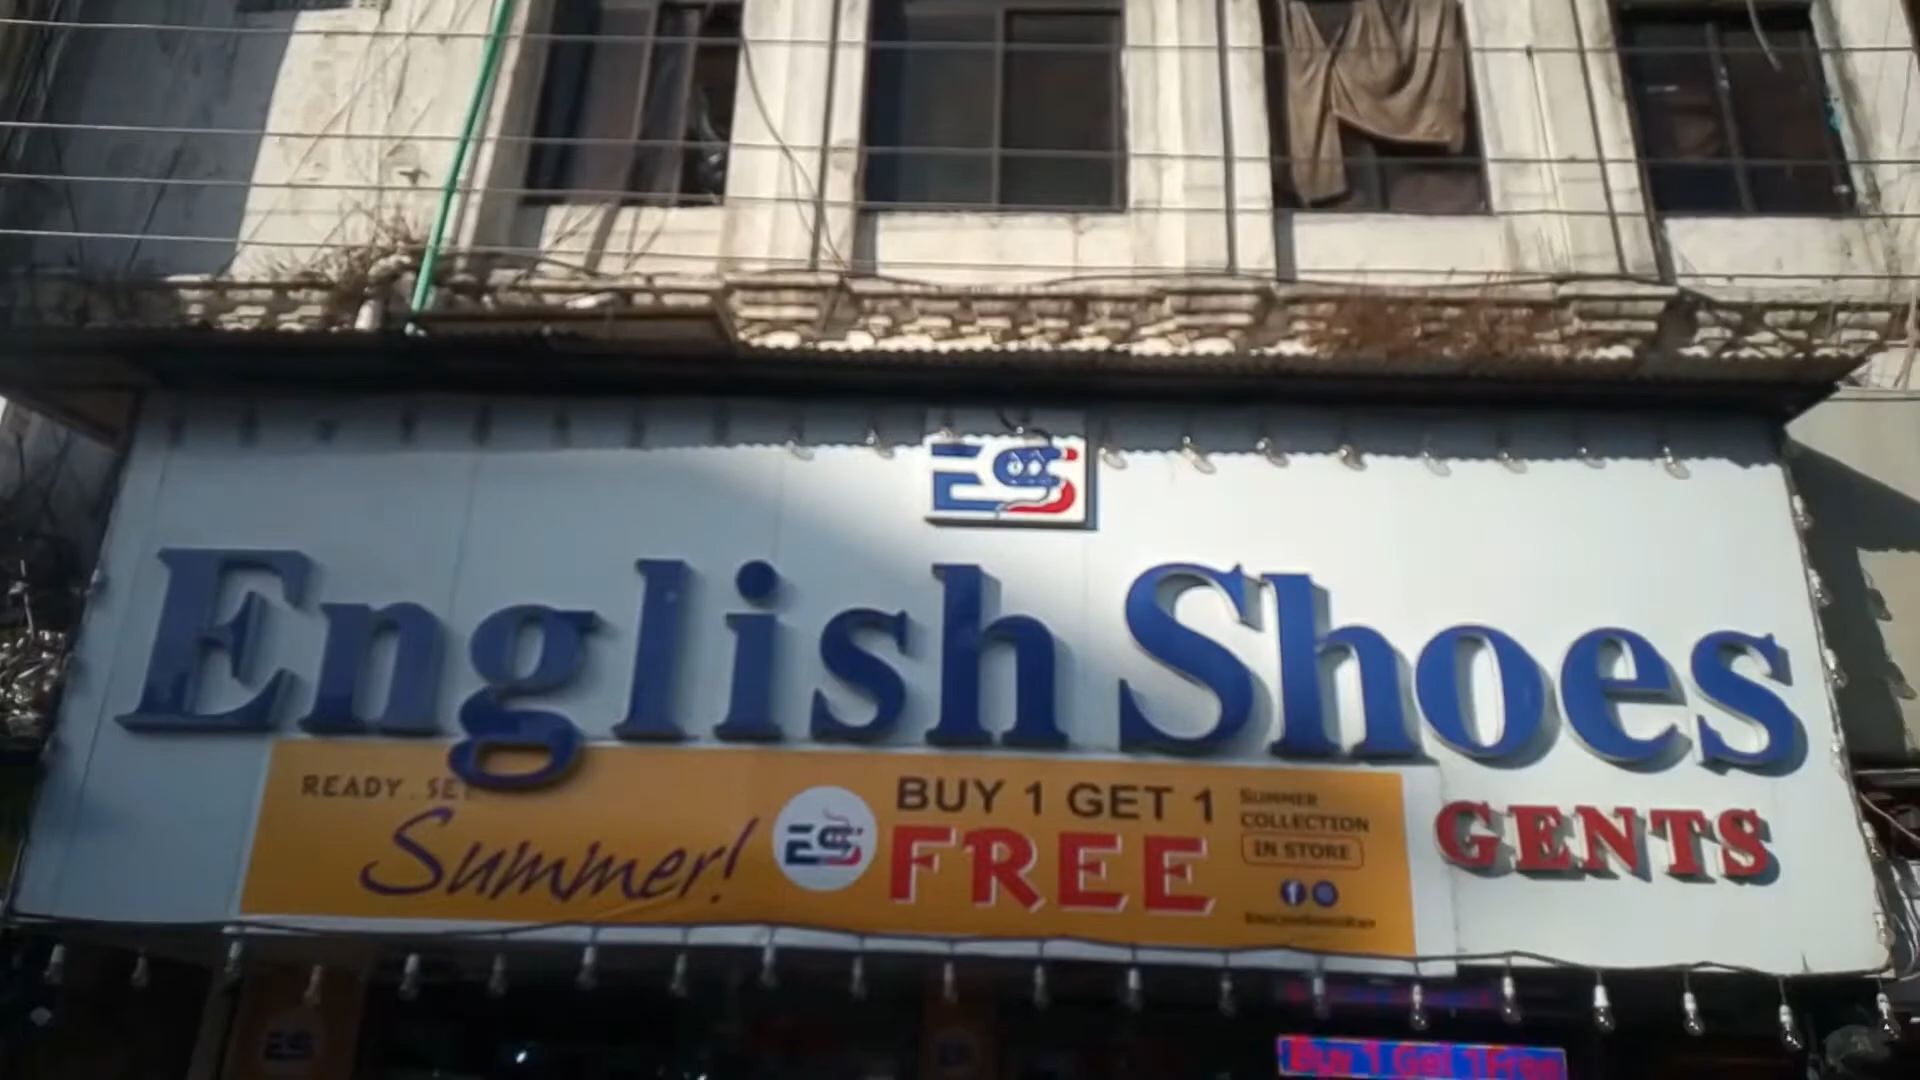 ES
English Shoes
READY . SET
Summer!
ES
BUY 1 GET 1
FREE
SUMMER
COLLECTION
IN STORE
GENTS
Buy 1 Get 1 Free